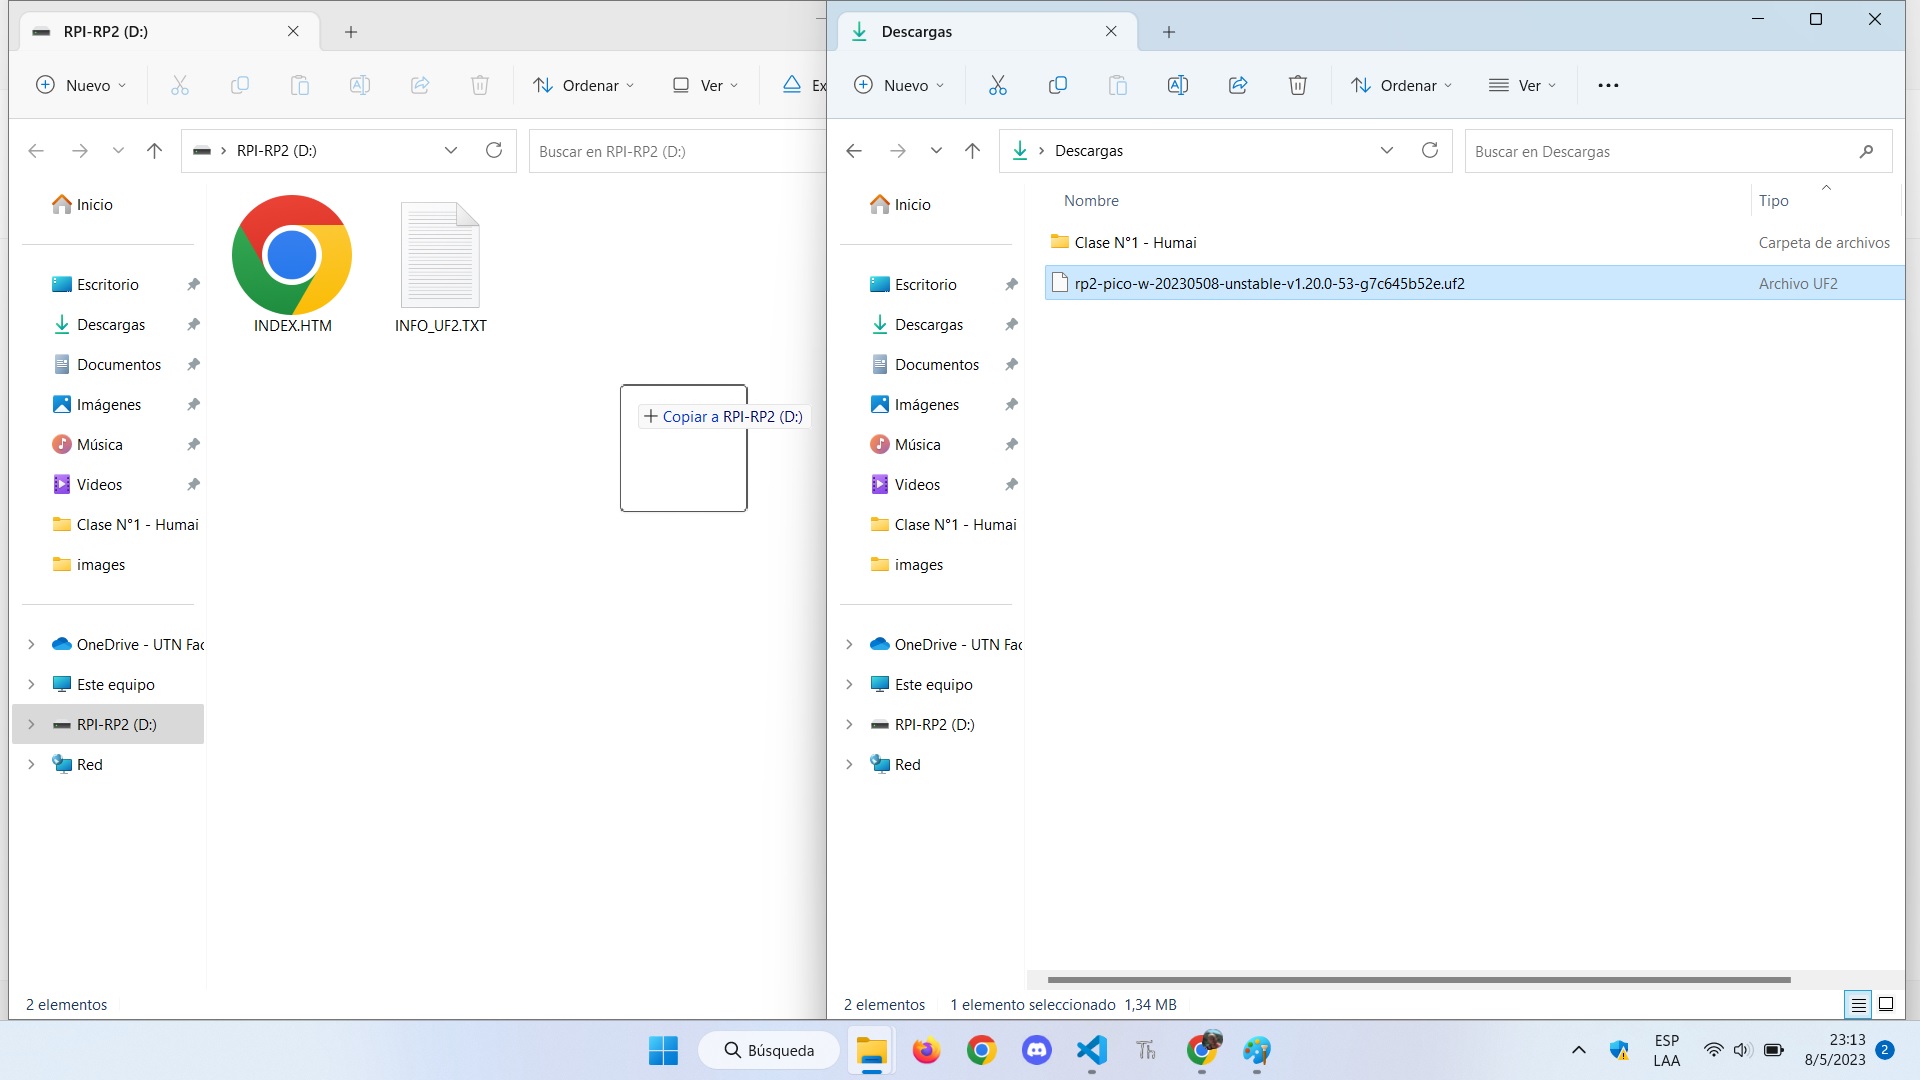 RPI-RP2 (D:)
Nuevo
Ordenar
Ver
Ex
RPI-RP2 (D:)
Buscar en RPI-RP2 (D:)
Inicio
Escritorio
Descargas
Documentos
Imágenes
Música
Videos
Clase N°1 - Humai
images
OneDrive - UTN Fac
Este equipo
RPI-RP2 (D:)
Red
INDEX.HTM
INFO_UF2.TXT
+ Copiar a RPI-RP2 (D:)
2 elementos
Descargas
Nuevo
Ordenar
Ver
Descargas
Buscar en Descargas
Inicio
Escritorio
Descargas
Documentos
Imágenes
Música
Videos
Clase N°1 - Humai
images
OneDrive - UTN Fac
Este equipo
RPI-RP2 (D:)
Red
Nombre
Tipo
Clase N°1 - Humai
Carpeta de archivos
rp2-pico-w-20230508-unstable-v1.20.0-53-g7c645b52e.uf2
Archivo UF2
2 elementos
1 elemento seleccionado 1,34 MB
Búsqueda
Th
ESP
LAA
23:13
8/5/2023
2